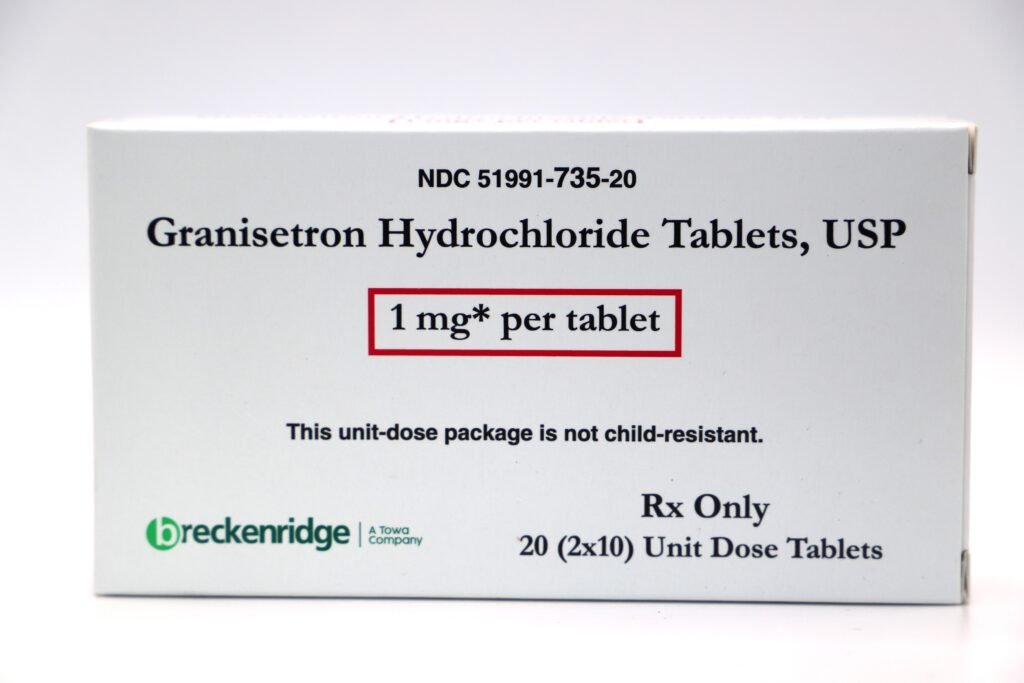 NDC 51991-735-20
Granisetron Hydrochloride Tablets, USP
1 mg* per tablet
This unit-dose package is not child-resistant.
breckenridge
A Towa
Company
Rx Only
20 (2x10) Unit Dose Tablets